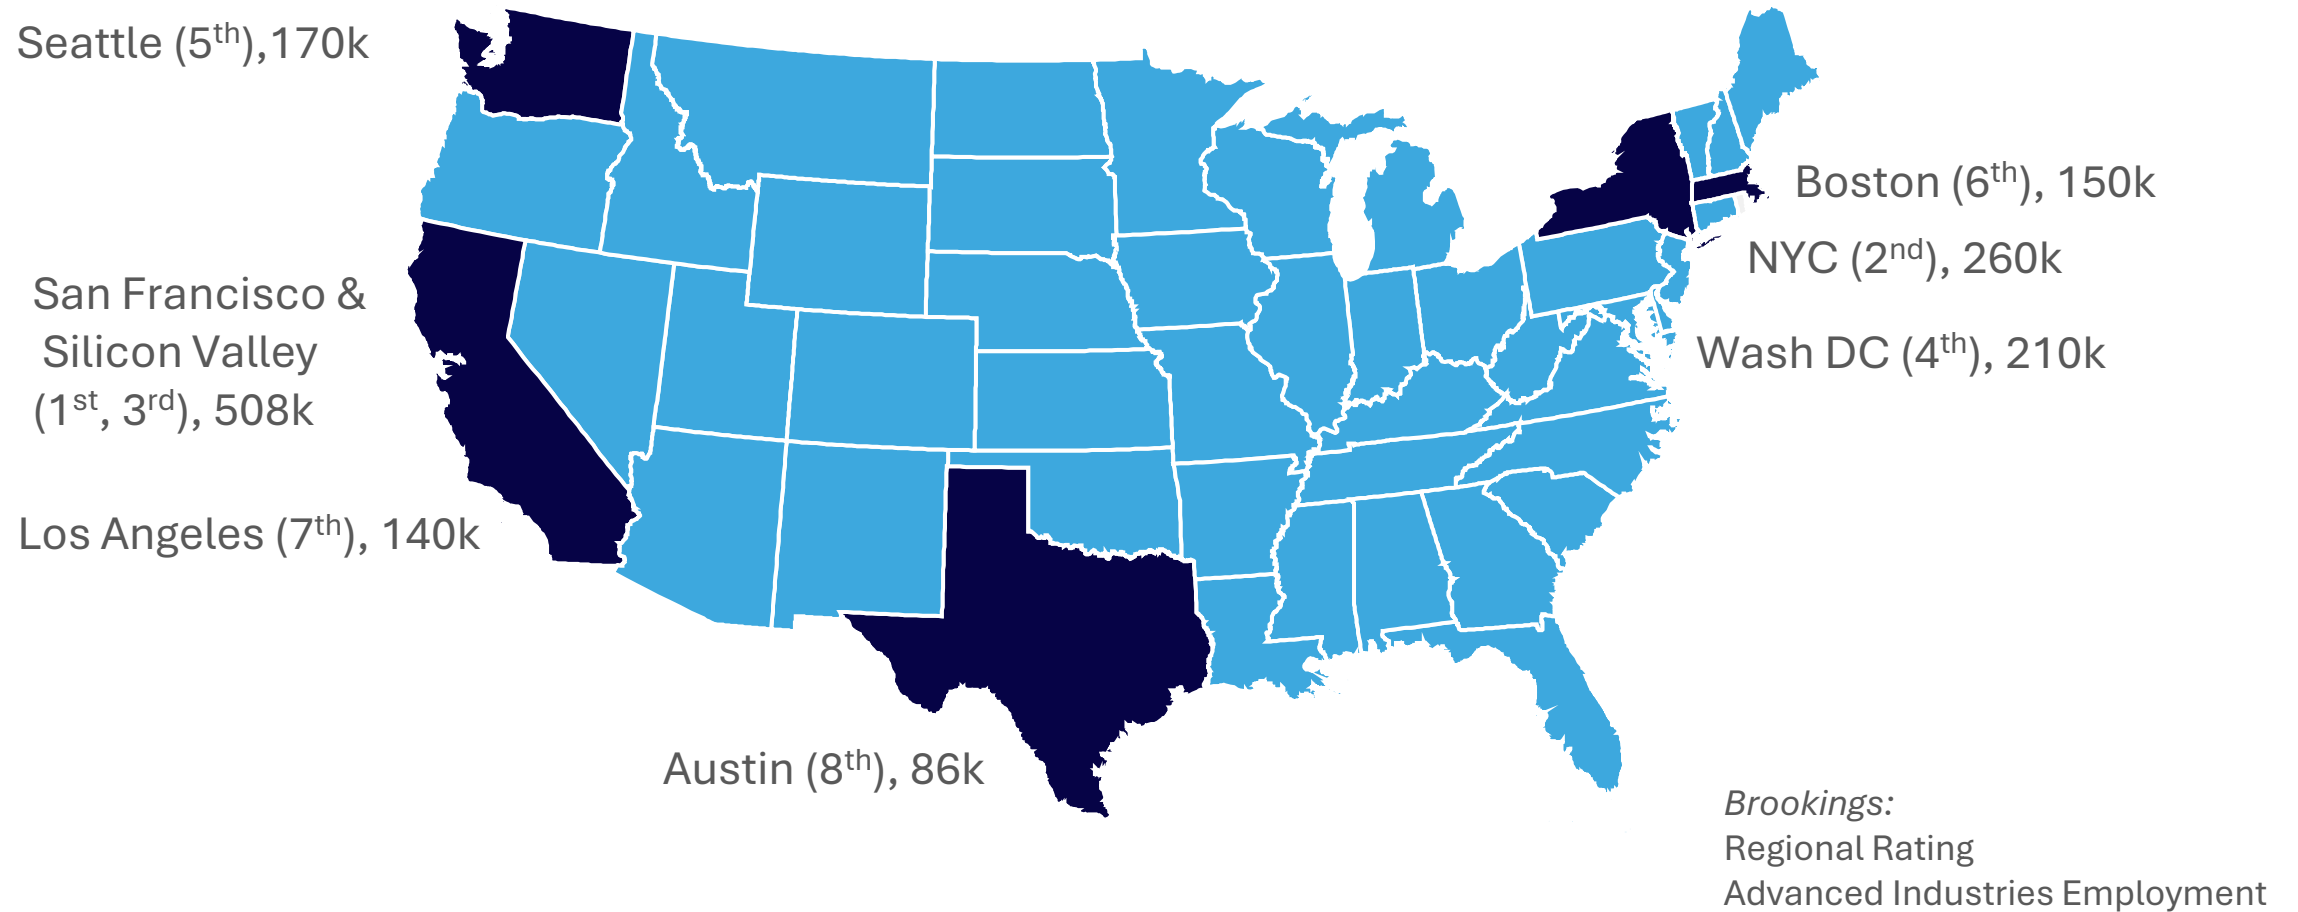 Seattle (5th),170k
Boston (6th), 150k
NYC (2nd), 260k
San Francisco &
Silicon Valley
(1st, 3rd), 508k
Wash DC (4th), 210k
Los Angeles (7th), 140k
Austin (8th), 86k
Brookings:
Regional Rating
Advanced Industries Employment